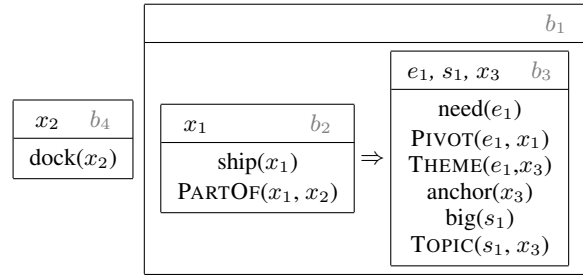 b₁
x₂ b₄
dock(x₂)
x₁ b₂
ship(x₁)
PARTOF(x₁, x₂)
⇒
e₁, s₁, x₃ b₃
need(e₁)
PIVOT(e₁, x₁)
THEME(e₁,x₃)
anchor(x₃)
big(s₁)
TOPIC(s₁, x₃)